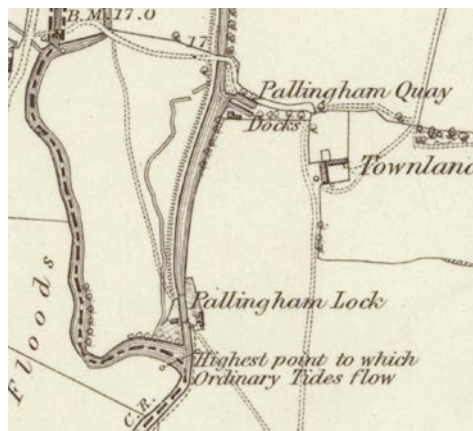 B.M. 17.0
17
Pallingham Quay
Docks
Townland
Pallingham Lock
Floods
Highest point to which
Ordinary Tides flow
C.R.